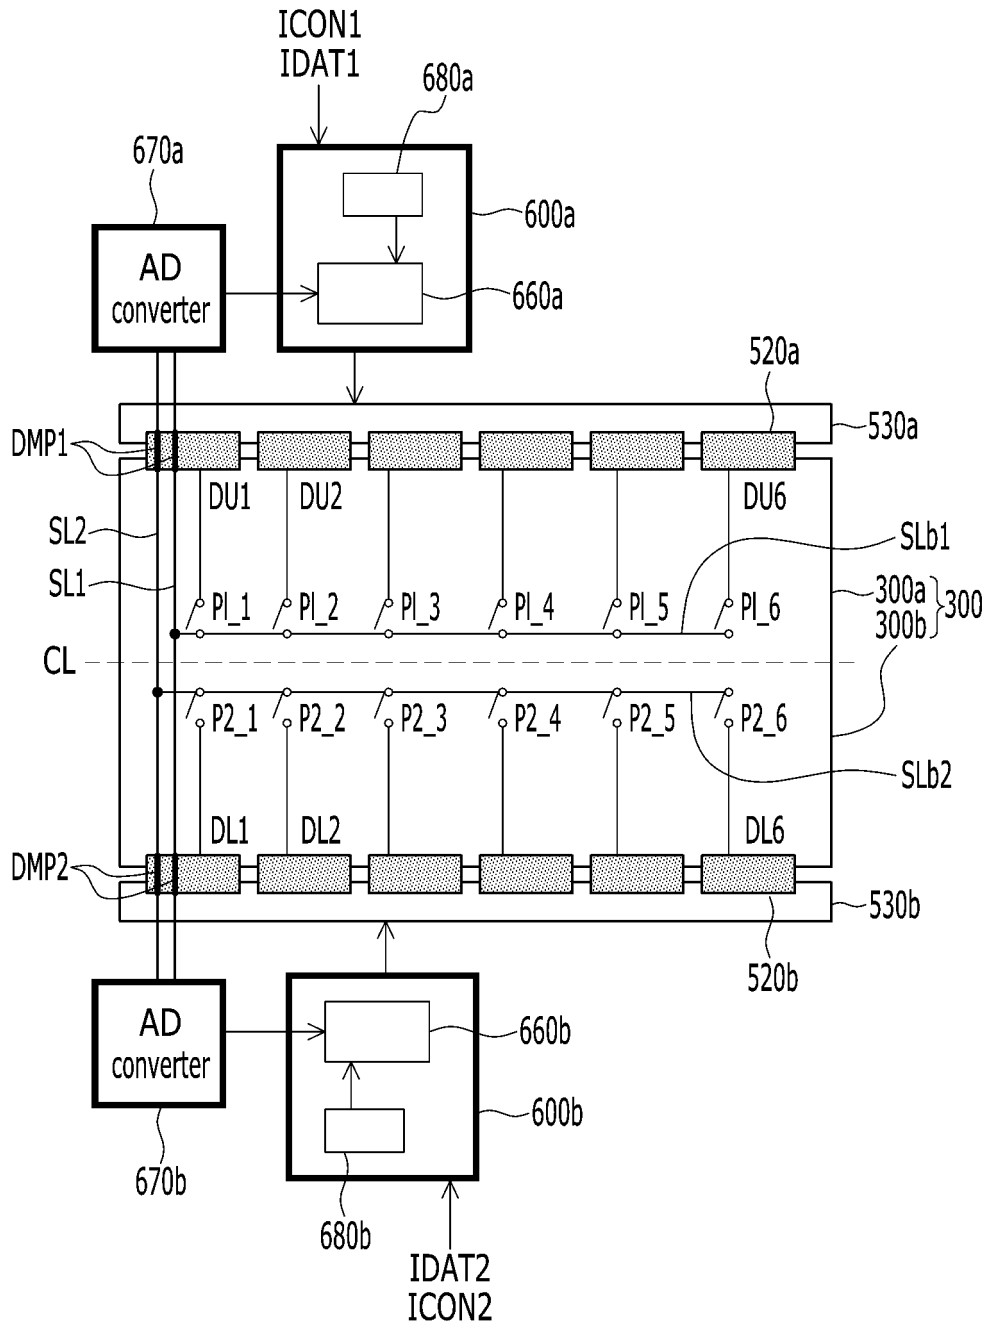 ICON1
IDAT1
680a
670a
600a
AD
converter
660a
520a
530a
DMP1
DU1
DU2
DU6
SL2
SLb1
SL1
Pl_1
Pl_2
Pl_3
Pl_4
Pl_5
Pl_6
300a
300b
300
CL
P2_1
P2_2
P2_3
P2_4
P2_5
P2_6
SLb2
DL1
DL2
DL6
DMP2
530b
520b
AD
converter
660b
600b
670b
680b
IDAT2
ICON2